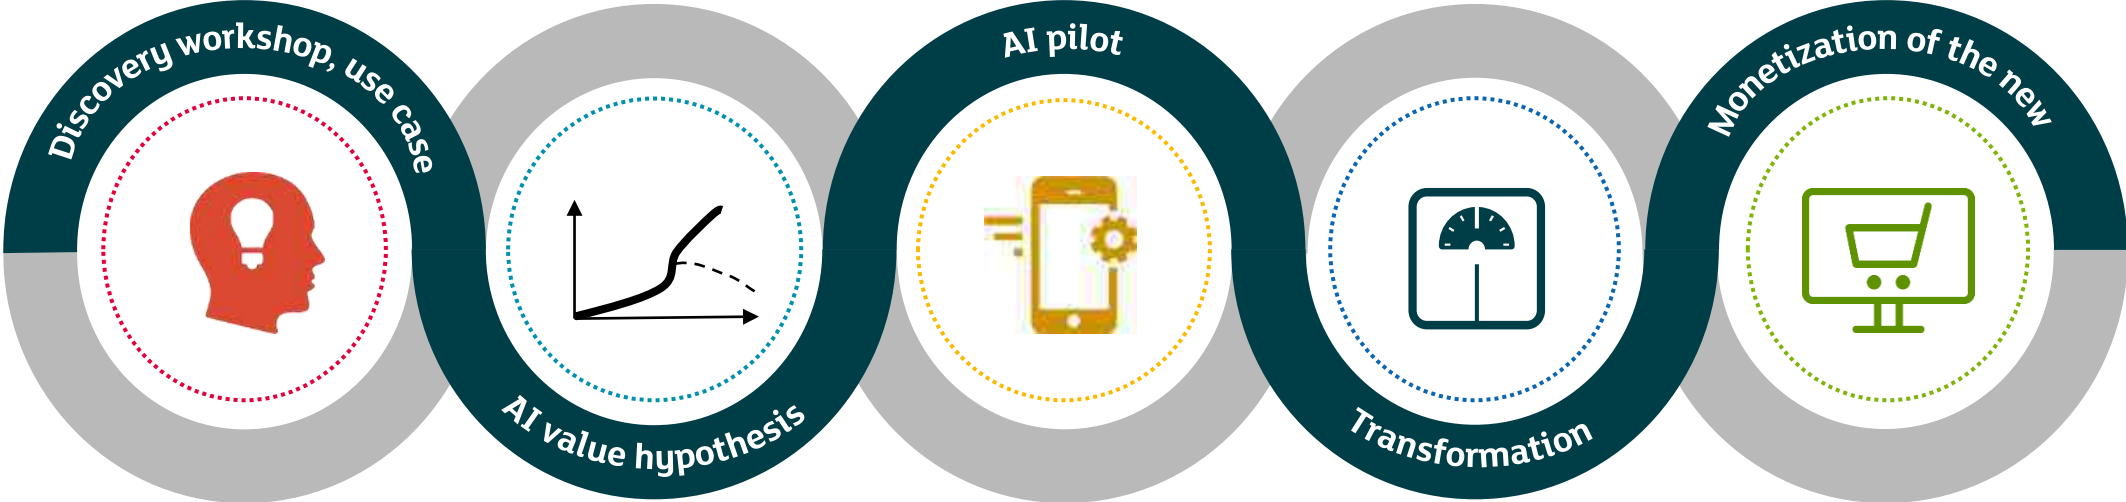 Discovery workshop, use case
AI value hypothesis
AI pilot
Transformation
Monetization of the new